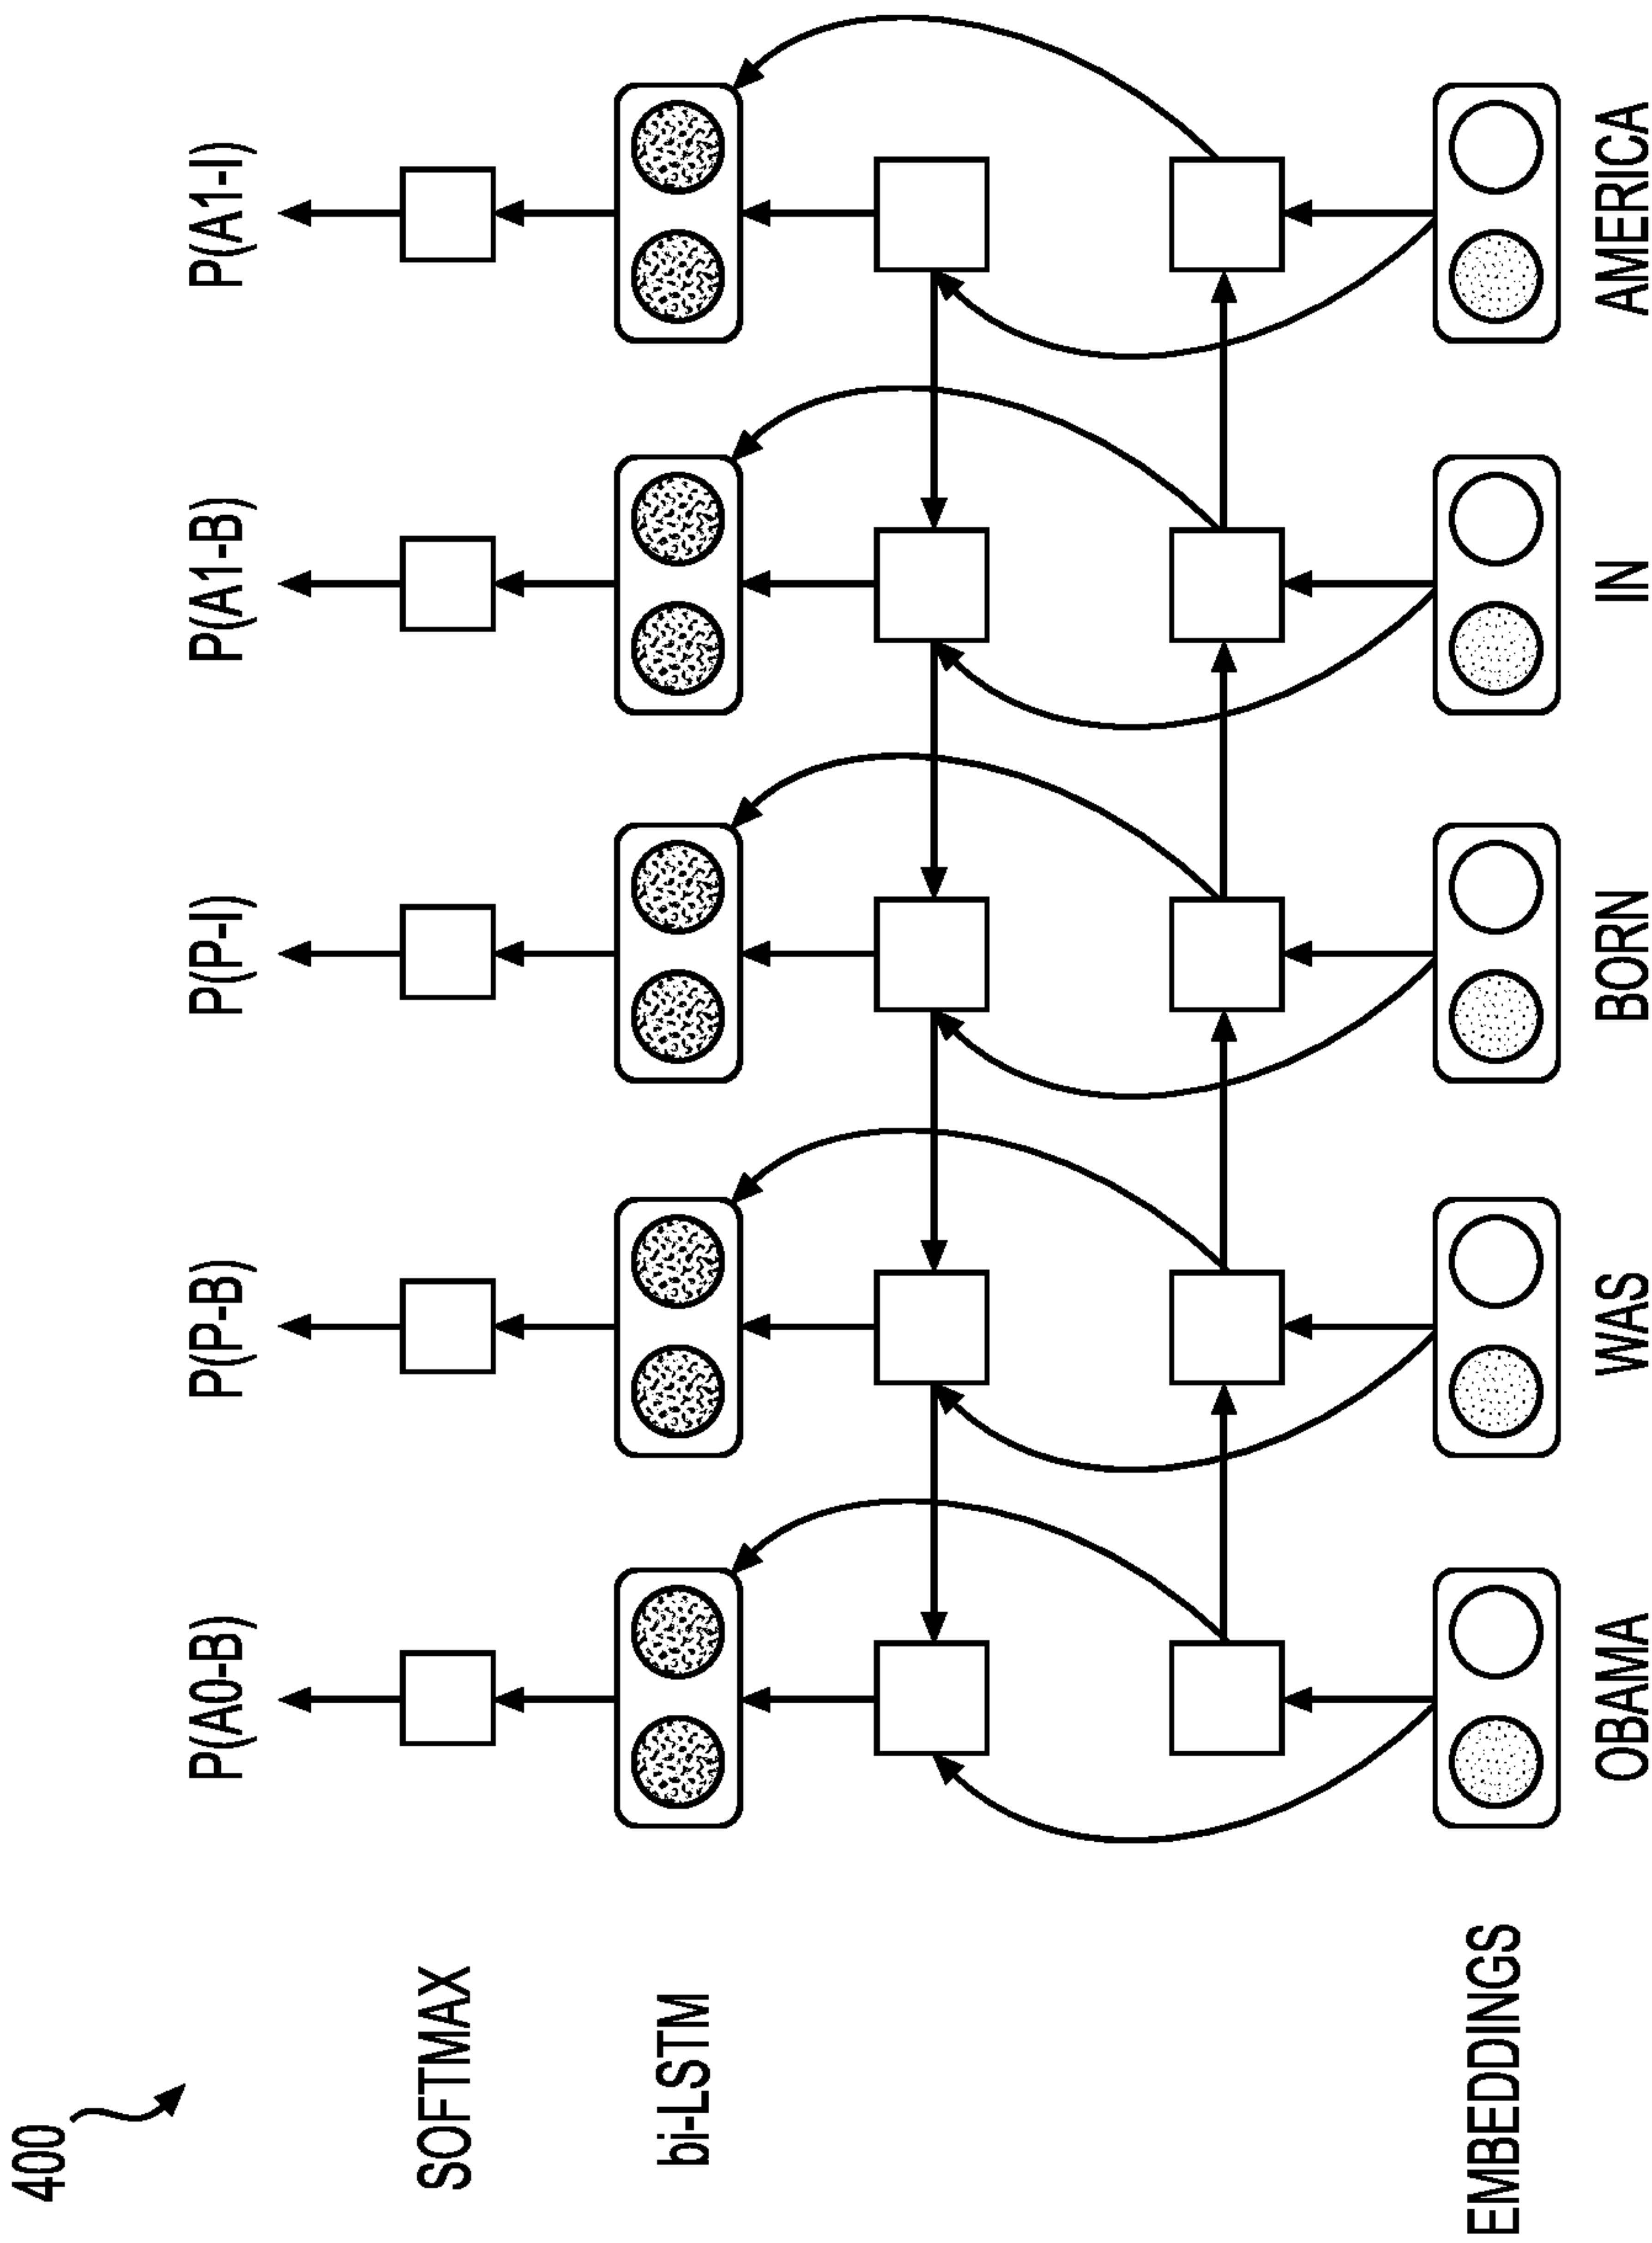 400
P(A0-B) P(P-B) P(P-I) P(A1-B) P(A1-I)
SOFTMAX
bi-LSTM
EMBEDDINGS
OBAMA WAS BORN IN AMERICA